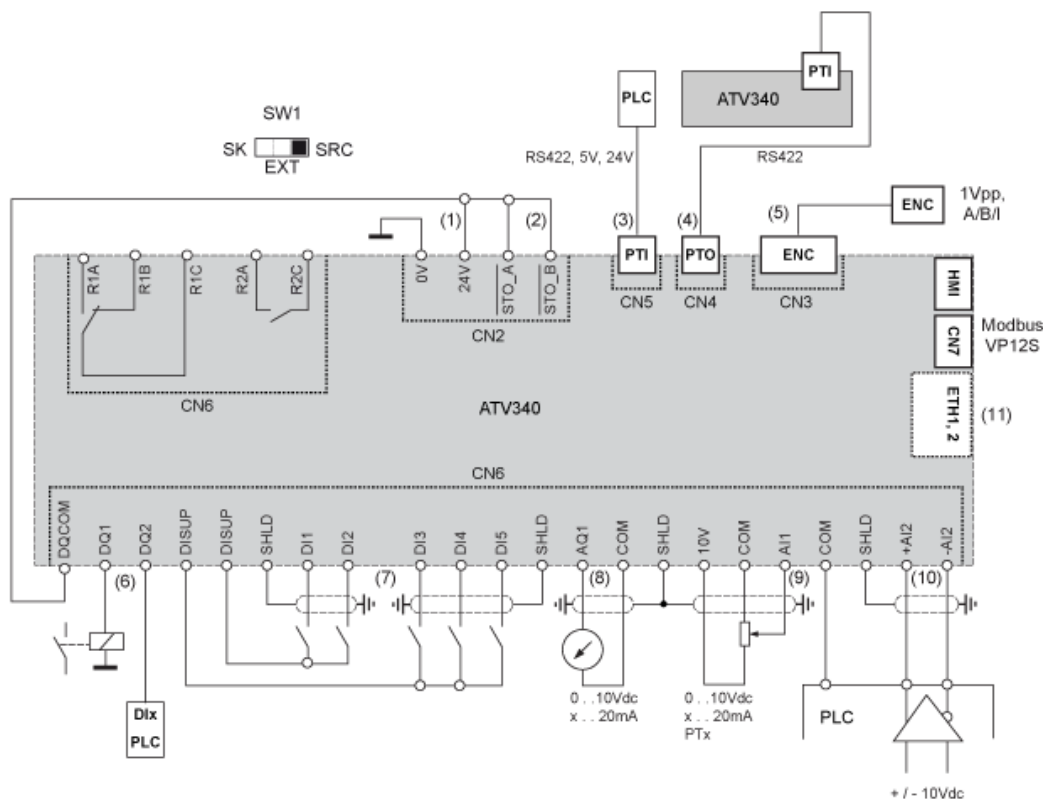 SW1
SK EXT SRC
PLC
PTI
ATV340
RS422, 5V, 24V
RS422
ENC
1Vpp,
A/B/I
(1)
(2)
(3)
(4)
(5)
R1A
R1B
R1C
R2A
R2C
CN6
0V
24V
STO_A
STO_B
CN2
PTI
CN5
PTO
CN4
ENC
CN3
HMI
CN7
Modbus
VP12S
ETH1, 2
(11)
ATV340
CN6
DQCOM
DQ1
DQ2
DISUP
DISUP
SHLD
DI1
DI2
DI3
DI4
DI5
SHLD
AQ1
COM
SHLD
10V
COM
AI1
COM
SHLD
+AI2
-AI2
(6)
(7)
(8)
(9)
(10)
DIx
PLC
0 . . 10Vdc
x . . 20mA
0 . . 10Vdc
x . . 20mA
PTx
PLC
+ / - 10Vdc